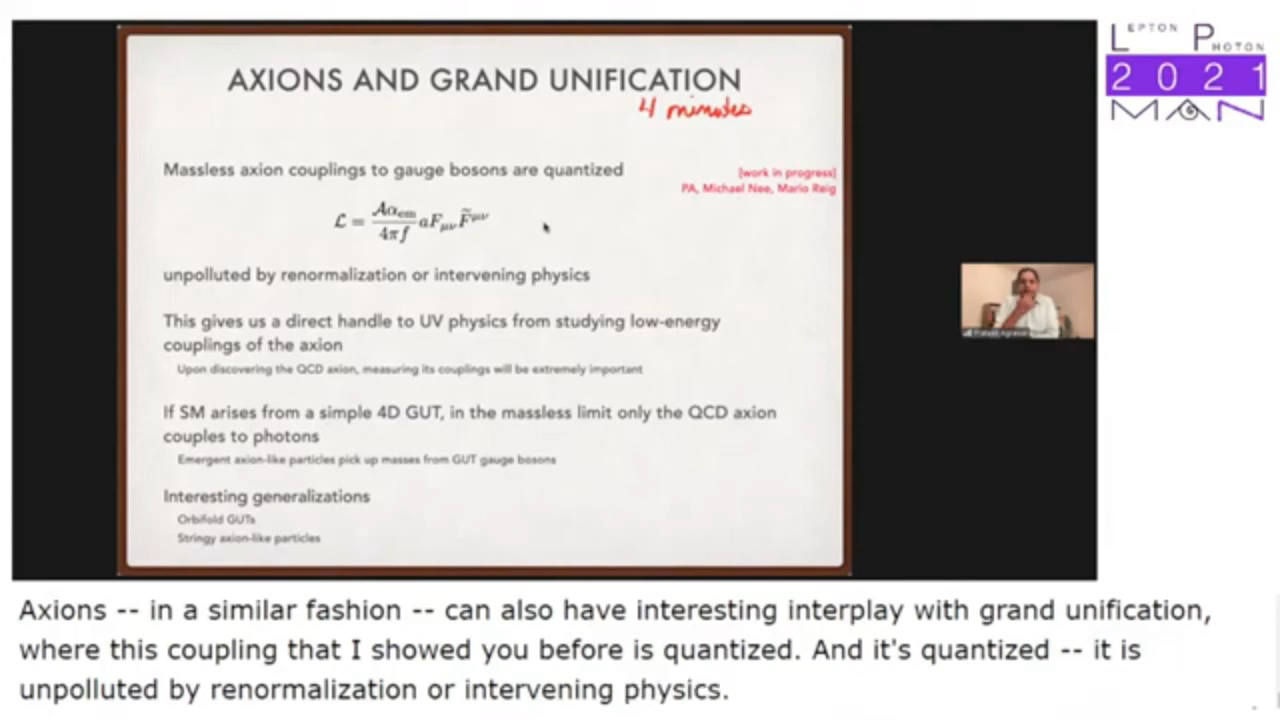 LEPTON PHOTON
2021
MAN
AXIONS AND GRAND UNIFICATION
4 minutes
Massless axion couplings to gauge bosons are quantized
[work in progress]
PA, Michael Nee, Mario Reig
ℒ = 𝒜α_em / 4πf aF_μν F̃^μν
unpolluted by renormalization or intervening physics
This gives us a direct handle to UV physics from studying low-energy
couplings of the axion
Upon discovering the QCD axion, measuring its couplings will be extremely important
If SM arises from a simple 4D GUT, in the massless limit only the QCD axion
couples to photons
Emergent axion-like particles pick up masses from GUT gauge bosons
Interesting generalizations
Orbifold GUTs
Stringy axion-like particles
Axions -- in a similar fashion -- can also have interesting interplay with grand unification,
where this coupling that I showed you before is quantized. And it's quantized -- it is
unpolluted by renormalization or intervening physics.